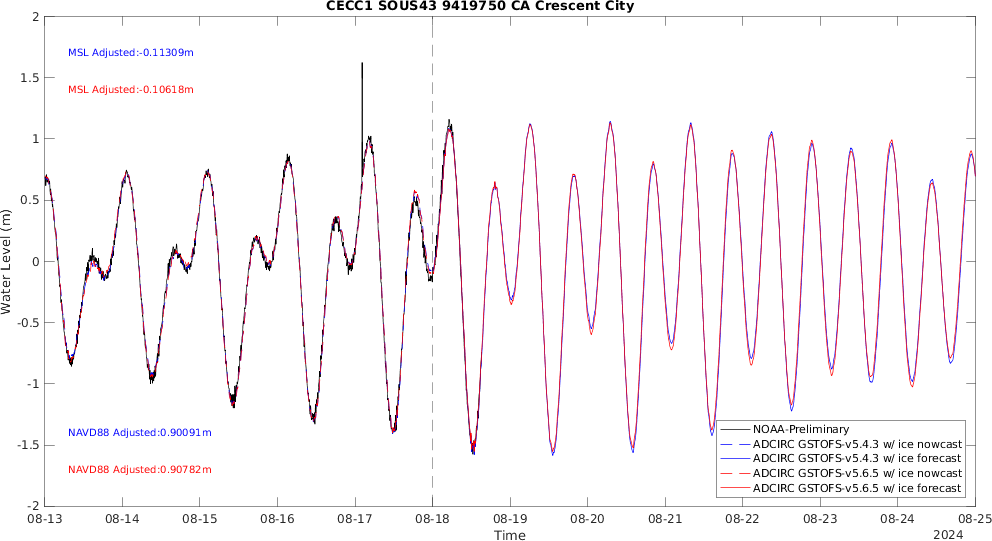 CECC1 SOUS43 9419750 CA Crescent City
2
1.5
1
0.5
0
-0.5
-1
-1.5
-2
Water Level (m)
MSL Adjusted:-0.11309m
MSL Adjusted:-0.10618m
NAVD88 Adjusted:0.90091m
NAVD88 Adjusted:0.90782m
NOAA-Preliminary
ADCIRC GSTOFS-v5.4.3 w/ ice nowcast
ADCIRC GSTOFS-v5.4.3 w/ ice forecast
ADCIRC GSTOFS-v5.6.5 w/ ice nowcast
ADCIRC GSTOFS-v5.6.5 w/ ice forecast
08-13 08-14 08-15 08-16 08-17 08-18 08-19 08-20 08-21 08-22 08-23 08-24 08-25
Time
2024